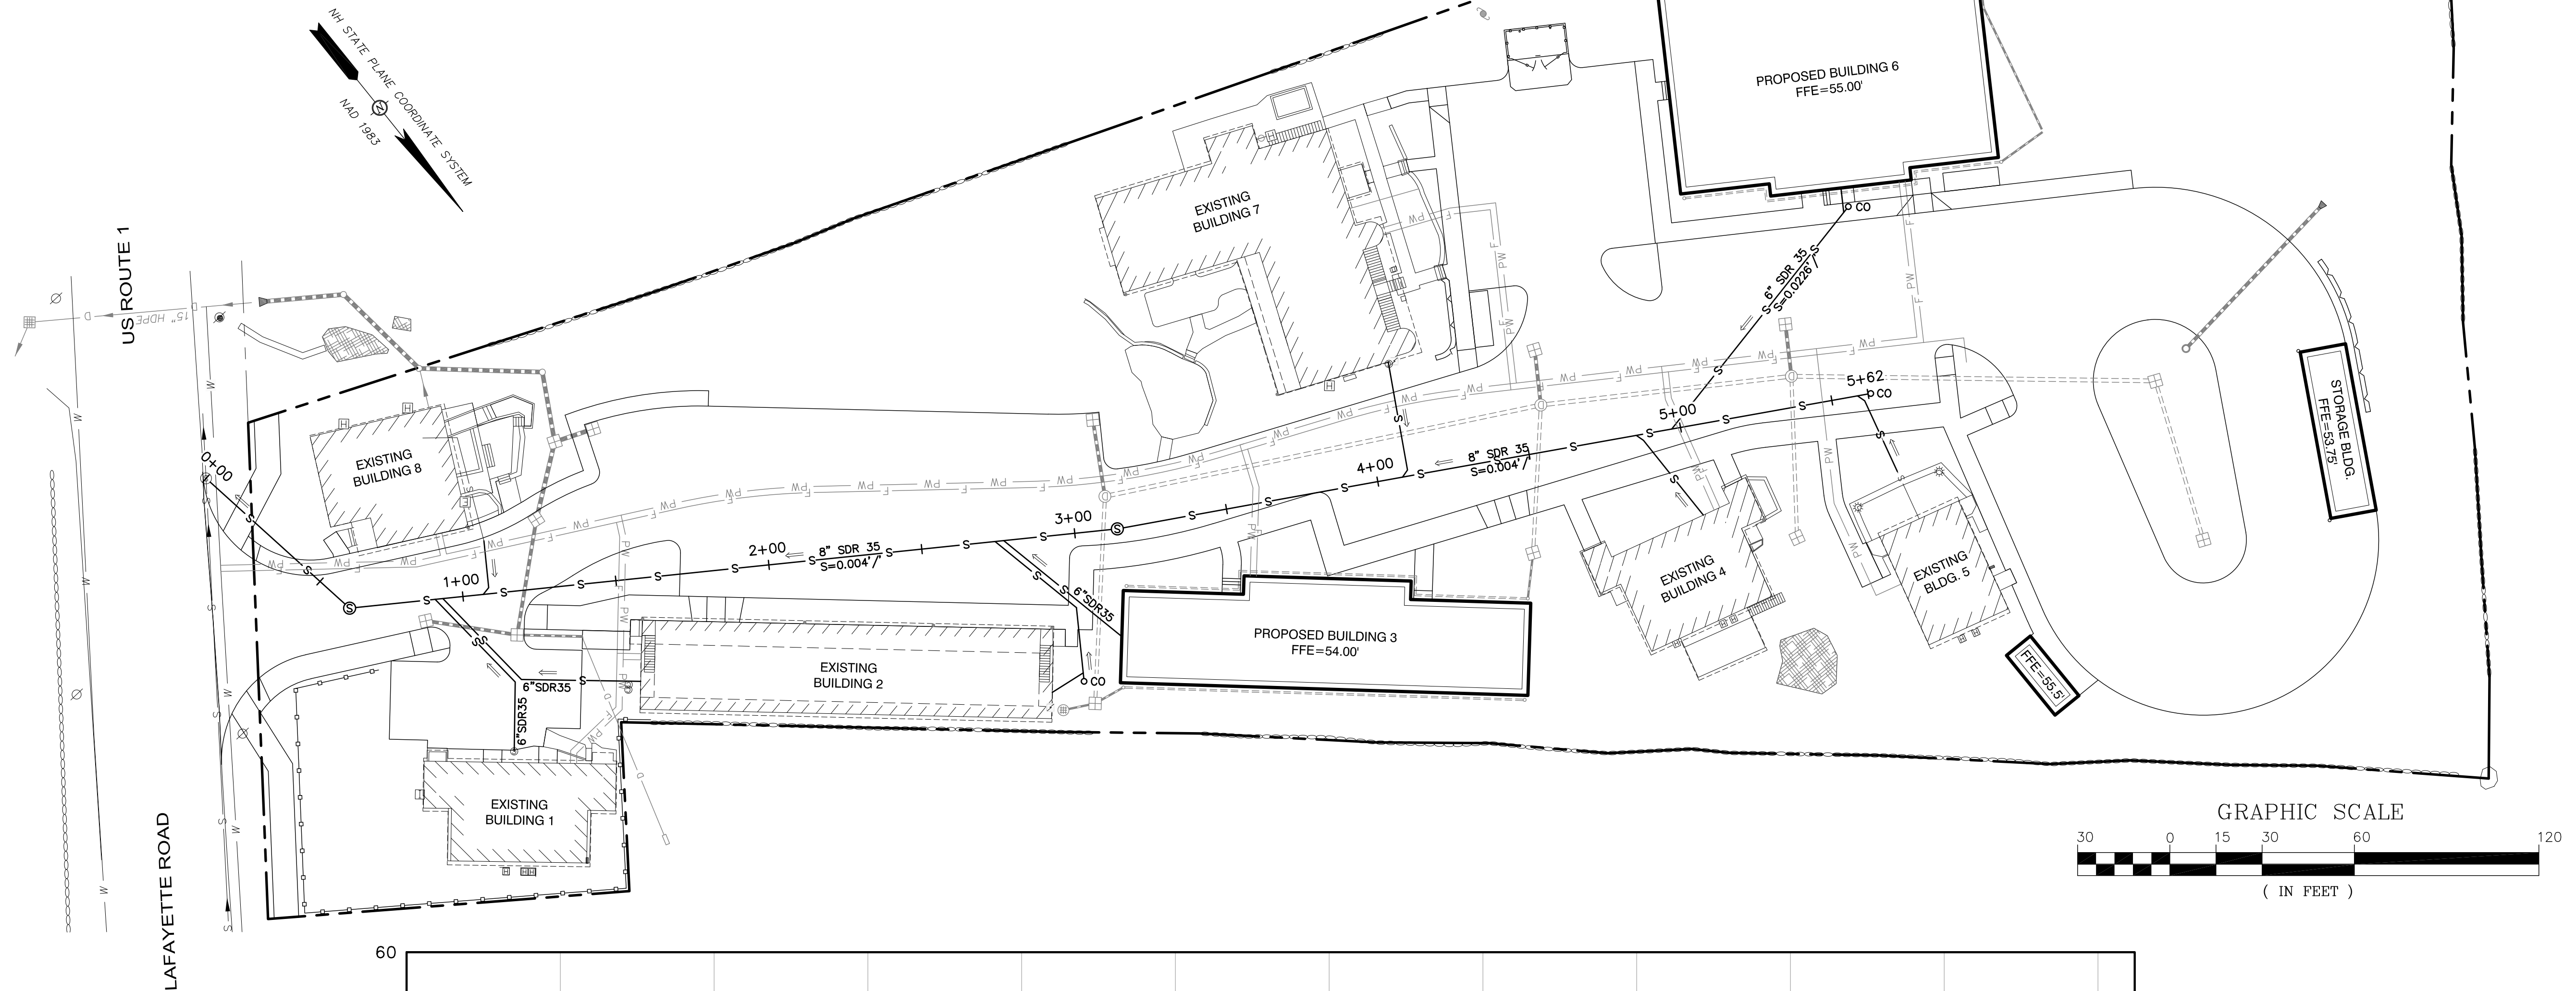 NH STATE PLANE COORDINATE SYSTEM
NAD 1983
N
US ROUTE 1
LAFAYETTE ROAD
15" HDPE
PROPOSED BUILDING 6
FFE=55.00'
CO
6" SDR 35
S=0.0226'/'
EXISTING
BUILDING 7
EXISTING
BUILDING 8
0+00
1+00
2+00
8" SDR 35
S=0.004'/'
3+00
4+00
8" SDR 35
S=0.004'/'
5+00
5+62
CO
STORAGE BLDG.
FFE=53.75'
6"SDR35
PROPOSED BUILDING 3
FFE=54.00'
EXISTING
BUILDING 4
EXISTING
BLDG. 5
FFE=55.5'
EXISTING
BUILDING 2
CO
6"SDR35
6"SDR35
EXISTING
BUILDING 1
GRAPHIC SCALE
30 0 15 30 60 120
( IN FEET )
60